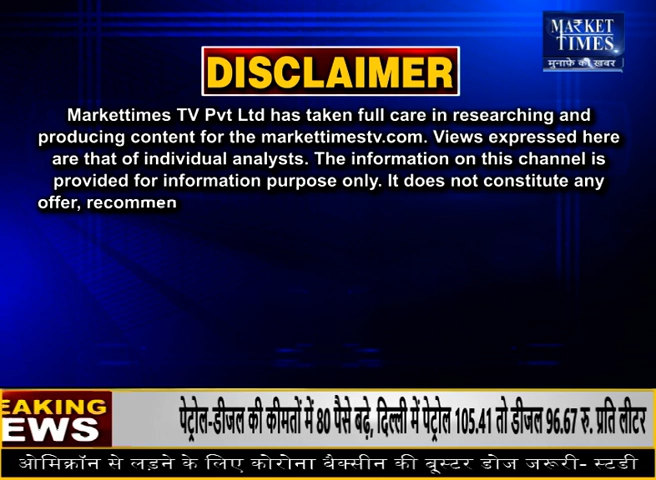 MARKET
TIMES
मुनाफे की खबर
DISCLAIMER
Markettimes TV Pvt Ltd has taken full care in researching and
producing content for the markettimestv.com. Views expressed here
are that of individual analysts. The information on this channel is
provided for information purpose only. It does not constitute any
offer, recommen
EAKING
EWS
पेट्रोल-डीजल की कीमतों में 80 पैसे बढ़े, दिल्ली में पेट्रोल 105.41 तो डीजल 96.67 रु. प्रति लीटर
ओमिक्रॉन से लड़ने के लिए कोरोना वैक्सीन की बूस्टर डोज जरूरी- स्टडी